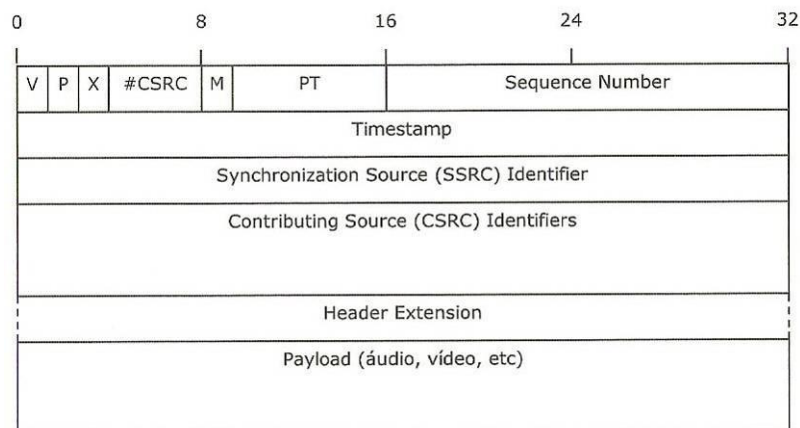 0 8 16 24 32
V P X #CSRC M PT Sequence Number
Timestamp
Synchronization Source (SSRC) Identifier
Contributing Source (CSRC) Identifiers
Header Extension
Payload (áudio, vídeo, etc)